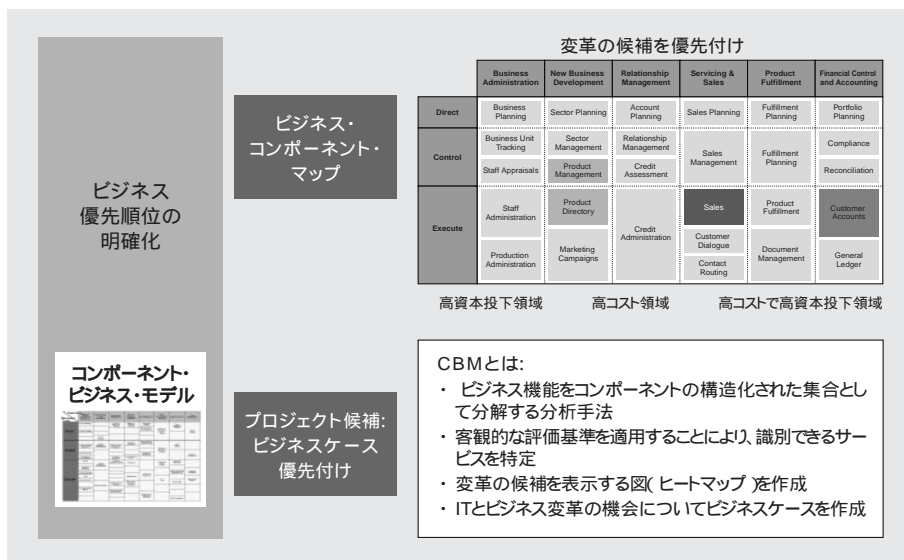 変革の候補を優先付け
Business Administration
New Business Development
Relationship Management
Servicing & Sales
Product Fulfillment
Financial Control and Accounting
Direct
Business Planning
Sector Planning
Account Planning
Sales Planning
Fulfillment Planning
Portfolio Planning
Control
Business Unit Tracking
Sector Management
Relationship Management
Sales Management
Fulfillment Planning
Compliance
Staff Appraisals
Product Management
Credit Assessment
Reconciliation
Execute
Staff Administration
Product Directory
Credit Administration
Sales
Product Fulfillment
Customer Accounts
Production Administration
Marketing Campaigns
Customer Dialogue
Contact Routing
Document Management
General Ledger
高資本投下領域
高コスト領域
高コストで高資本投下領域
ビジネス
優先順位の
明確化
ビジネス・
コンポーネント・
マップ
コンポーネント・
ビジネス・モデル
プロジェクト候補:
ビジネスケース
優先付け
CBMとは:
・ ビジネス機能をコンポーネントの構造化された集合とし
て分解する分析手法
・ 客観的な評価基準を適用することにより、識別できるサー
ビスを特定
・ 変革の候補を表示する図(ヒートマップ)を作成
・ ITとビジネス変革の機会についてビジネスケースを作成